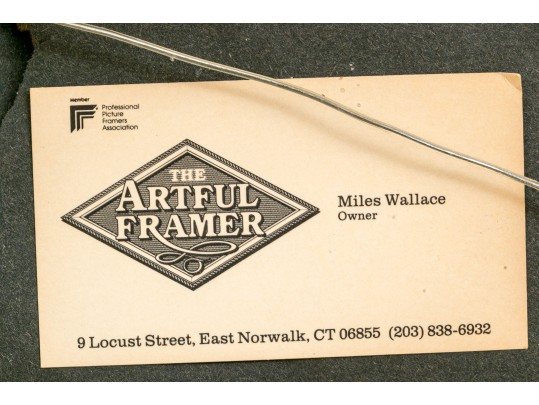 Member
Professional
Picture
Framers
Association
THE
ARTFUL
FRAMER
Miles Wallace
Owner
9 Locust Street, East Norwalk, CT 06855 (203) 838-6932